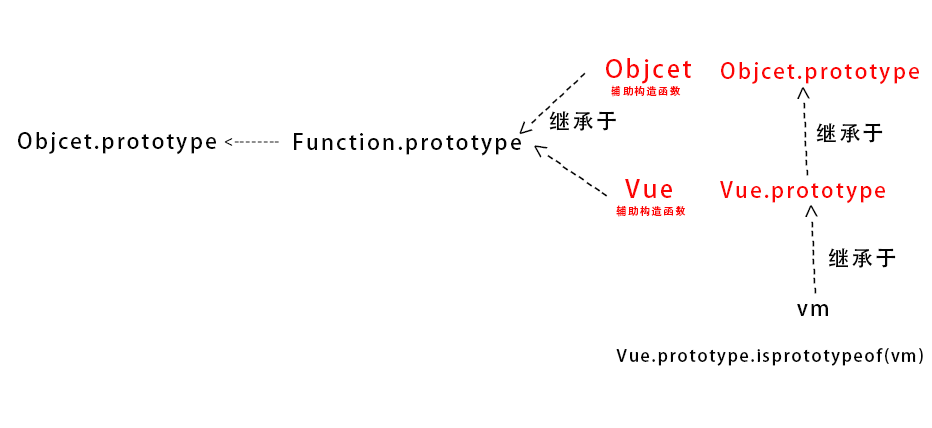 Objcet
辅助构造函数
Objcet.prototype
继承于
继承于
Objcet.prototype
Function.prototype
Vue
辅助构造函数
Vue.prototype
继承于
vm
Vue.prototype.isprototypeof(vm)